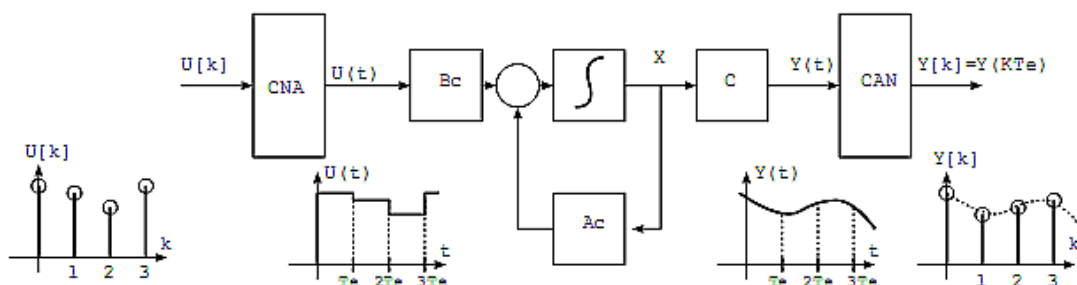 U[k]
CNA
U(t)
Bc
X
C
Y(t)
CAN
Y[k]=Y(KTe)
Ac
U[k]
k
1 2 3
U(t)
t
Te 2Te 3Te
Y(t)
t
Te 2Te 3Te
Y[k]
k
1 2 3